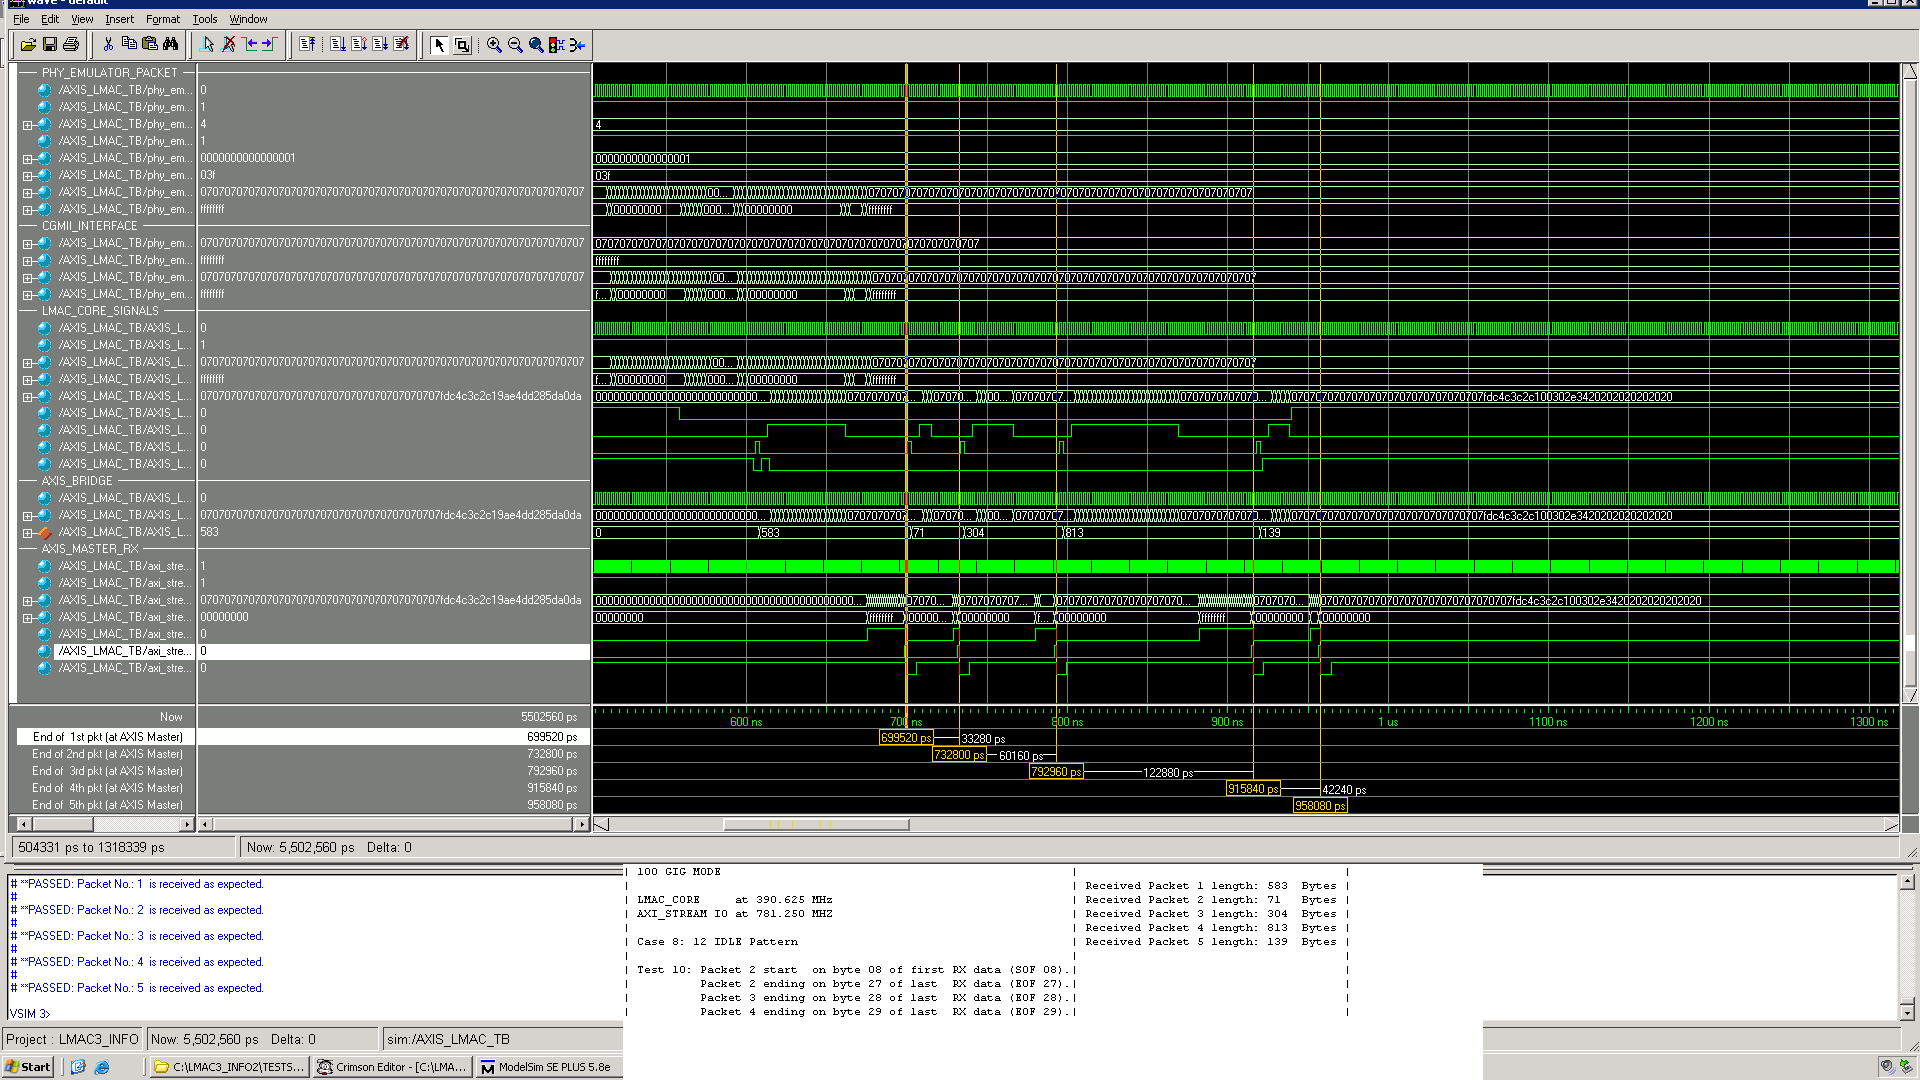 wave - default
File Edit View Insert Format Tools Window
PHY_EMULATOR_PACKET
/AXIS_LMAC_TB/phy_em... 0
/AXIS_LMAC_TB/phy_em... 1
/AXIS_LMAC_TB/phy_em... 4 4
/AXIS_LMAC_TB/phy_em... 1
/AXIS_LMAC_TB/phy_em... 0000000000000001 0000000000000001
/AXIS_LMAC_TB/phy_em... 03f 03f
/AXIS_LMAC_TB/phy_em... 0707070707070707070707070707070707070707070707070707070707070707
/AXIS_LMAC_TB/phy_em... ffffffff 00000000 000... 00000000 ffffffff
CGMII_INTERFACE
/AXIS_LMAC_TB/phy_em... 0707070707070707070707070707070707070707070707070707070707070707
/AXIS_LMAC_TB/phy_em... ffffffff ffffffff
/AXIS_LMAC_TB/phy_em... 0707070707070707070707070707070707070707070707070707070707070707
/AXIS_LMAC_TB/phy_em... ffffffff f... 00000000 000... 00000000 ffffffff
LMAC_CORE_SIGNALS
/AXIS_LMAC_TB/AXIS_L... 0
/AXIS_LMAC_TB/AXIS_L... 1
/AXIS_LMAC_TB/AXIS_L... 0707070707070707070707070707070707070707070707070707070707070707
/AXIS_LMAC_TB/AXIS_L... ffffffff f... 00000000 000... 00000000 ffffffff
/AXIS_LMAC_TB/AXIS_L... 0707070707070707070707070707070707070707fdc4c3c2c19ae4dd285da0da
/AXIS_LMAC_TB/AXIS_L... 0
/AXIS_LMAC_TB/AXIS_L... 0
/AXIS_LMAC_TB/AXIS_L... 0
/AXIS_LMAC_TB/AXIS_L... 0
AXIS_BRIDGE
/AXIS_LMAC_TB/AXIS_L... 0
/AXIS_LMAC_TB/AXIS_L... 0707070707070707070707070707070707070707fdc4c3c2c19ae4dd285da0da
/AXIS_LMAC_TB/AXIS_L... 583 0 583 71 304 813 139
AXIS_MASTER_RX
/AXIS_LMAC_TB/axi_stre... 1
/AXIS_LMAC_TB/axi_stre... 1
/AXIS_LMAC_TB/axi_stre... 0707070707070707070707070707070707070707fdc4c3c2c19ae4dd285da0da
/AXIS_LMAC_TB/axi_stre... 00000000 00000000 ffffffff 00000... 00000000 f... 00000000 ffffffff 00000000 00000000
/AXIS_LMAC_TB/axi_stre... 0
/AXIS_LMAC_TB/axi_stre... 0
/AXIS_LMAC_TB/axi_stre... 0
Now 5502560 ps 600 ns 700 ns 800 ns 900 ns 1 us 1100 ns 1200 ns 1300 ns
End of 1st pkt (at AXIS Master) 699520 ps 699520 ps 33280 ps
End of 2nd pkt (at AXIS Master) 732800 ps 732800 ps 60160 ps
End of 3rd pkt (at AXIS Master) 792960 ps 792960 ps 122880 ps
End of 4th pkt (at AXIS Master) 915840 ps 915840 ps 42240 ps
End of 5th pkt (at AXIS Master) 958080 ps 958080 ps
504331 ps to 1318339 ps Now: 5,502,560 ps Delta: 0
# **PASSED: Packet No.: 1 is received as expected.
#
# **PASSED: Packet No.: 2 is received as expected.
#
# **PASSED: Packet No.: 3 is received as expected.
#
# **PASSED: Packet No.: 4 is received as expected.
#
# **PASSED: Packet No.: 5 is received as expected.
VSIM 3>
| 100 GIG MODE
| LMAC_CORE at 390.625 MHz
| AXI_STREAM IO at 781.250 MHZ
| Case 8: 12 IDLE Pattern
| Test 10: Packet 2 start on byte 08 of first RX data (SOF 08).|
| Packet 2 ending on byte 27 of last RX data (EOF 27).|
| Packet 3 ending on byte 28 of last RX data (EOF 28).|
| Packet 4 ending on byte 29 of last RX data (EOF 29).|
| Received Packet 1 length: 583 Bytes |
| Received Packet 2 length: 71 Bytes |
| Received Packet 3 length: 304 Bytes |
| Received Packet 4 length: 813 Bytes |
| Received Packet 5 length: 139 Bytes |
Project : LMAC3_INFO Now: 5,502,560 ps Delta: 0 sim:/AXIS_LMAC_TB
Start C:\LMAC3_INFO2\TESTS... Crimson Editor - [C:\LMA... ModelSim SE PLUS 5.8e